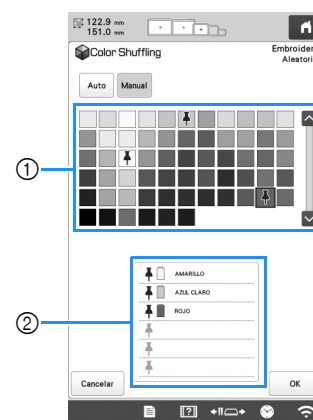 122.9 mm
151.0 mm
Color Shuffling
Embroider
Aleatori
Auto Manual
①
②
AMARILLO
AZUL CLARO
ROJO
Cancelar
OK